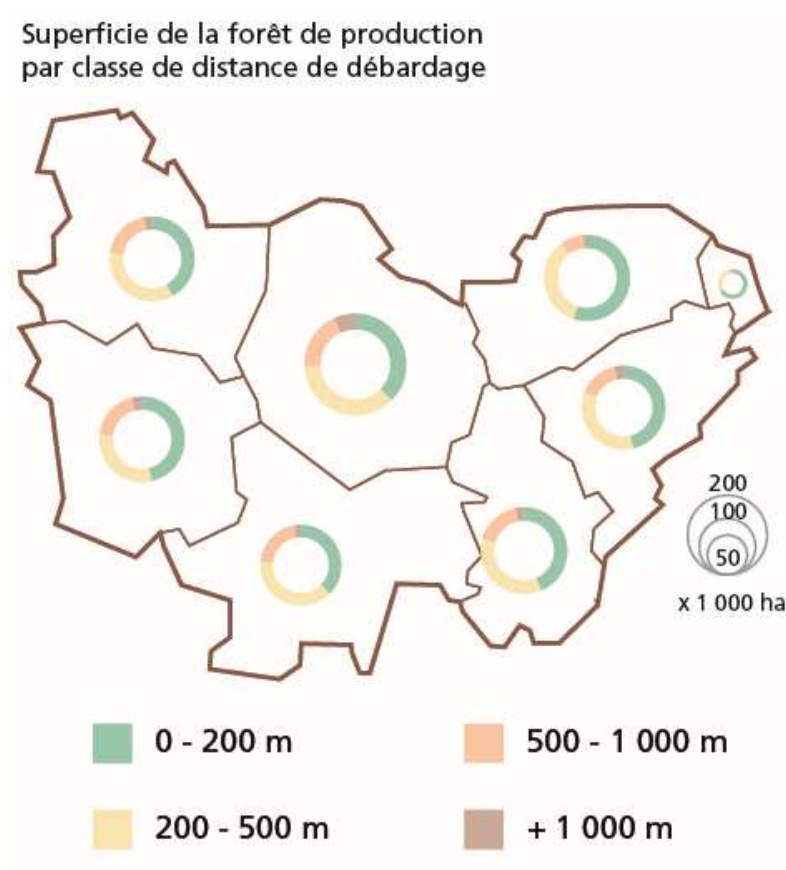 Superficie de la forêt de production
par classe de distance de débardage
200
100
50
x 1 000 ha
0 - 200 m
500 - 1 000 m
200 - 500 m
+ 1 000 m